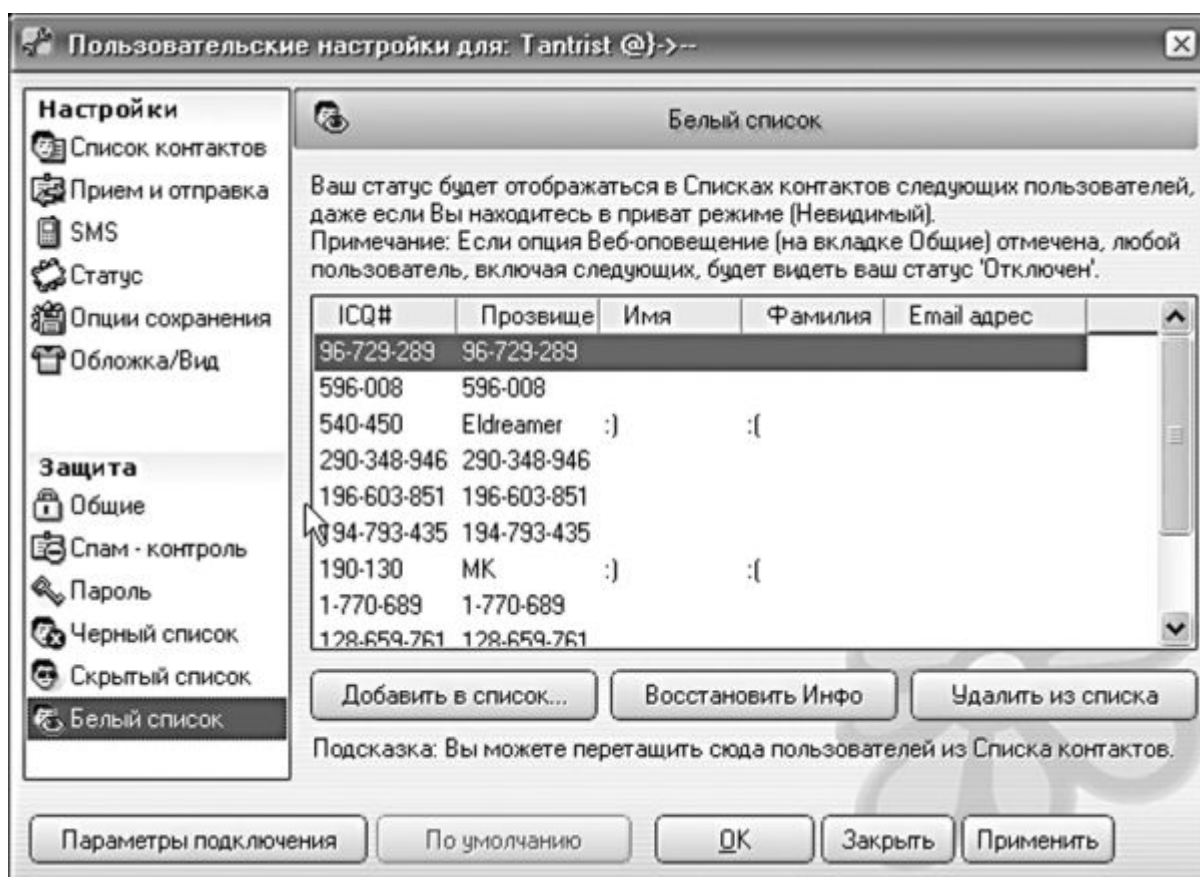 Пользовательские настройки для: Tantrist @}->--
Настройки
Список контактов
Прием и отправка
SMS
Статус
Опции сохранения
Обложка/Вид
Защита
Общие
Спам - контроль
Пароль
Черный список
Скрытый список
Белый список
Белый список
Ваш статус будет отображаться в Списках контактов следующих пользователей,
даже если Вы находитесь в приват режиме (Невидимый).
Примечание: Если опция Веб-оповещение (на вкладке Общие) отмечена, любой
пользователь, включая следующих, будет видеть ваш статус 'Отключен'.
ICQ# Прозвище Имя Фамилия Email адрес
96-729-289 96-729-289
596-008 596-008
540-450 Eldreamer :) :(
290-348-946 290-348-946
196-603-851 196-603-851
194-793-435 194-793-435
190-130 МК :) :(
1-770-689 1-770-689
128-659-761 128-659-761
Добавить в список... Восстановить Инфо Удалить из списка
Подсказка: Вы можете перетащить сюда пользователей из Списка контактов.
Параметры подключения По умолчанию OK Закрыть Применить